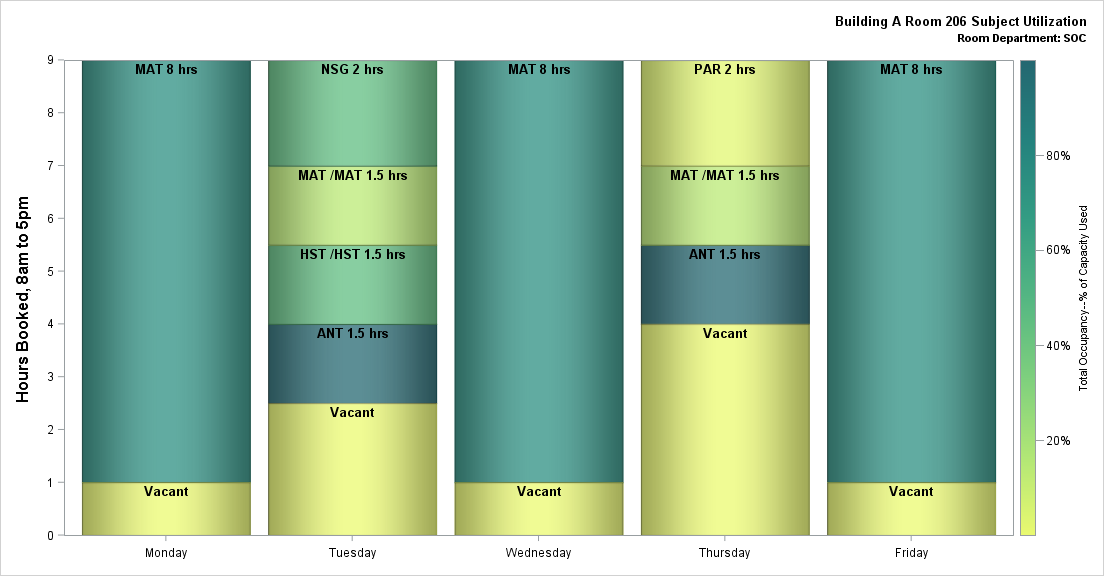 Building A Room 206 Subject Utilization
Room Department: SOC
Hours Booked, 8am to 5pm
9
8
7
6
5
4
3
2
1
0
MAT 8 hrs
Vacant
NSG 2 hrs
MAT /MAT 1.5 hrs
HST /HST 1.5 hrs
ANT 1.5 hrs
Vacant
MAT 8 hrs
Vacant
PAR 2 hrs
MAT /MAT 1.5 hrs
ANT 1.5 hrs
Vacant
MAT 8 hrs
Vacant
Monday
Tuesday
Wednesday
Thursday
Friday
80%
60%
40%
20%
Total Occupancy--% of Capacity Used